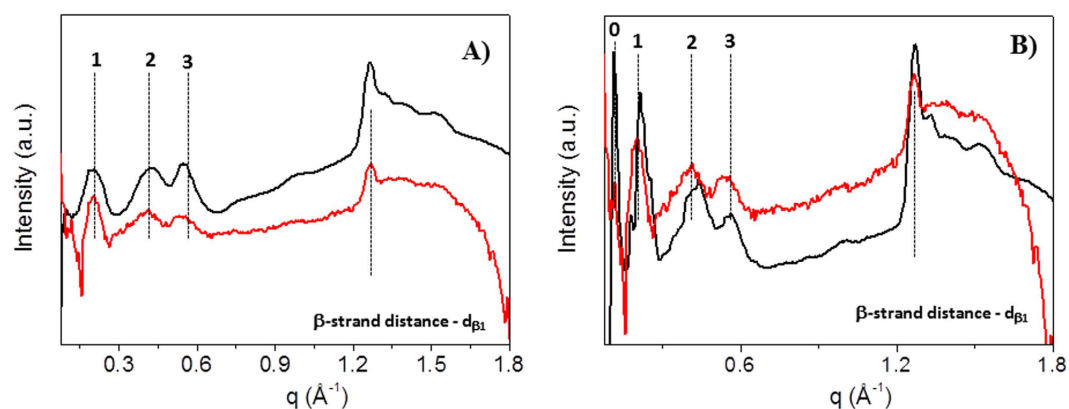 A)
1 2 3
Intensity (a.u.)
β-strand distance - dβ1
0.3 0.6 0.9 1.2 1.5 1.8
q (Å-1)
B)
0 1 2 3
Intensity (a.u.)
β-strand distance - dβ1
0.6 1.2 1.8
q (Å-1)